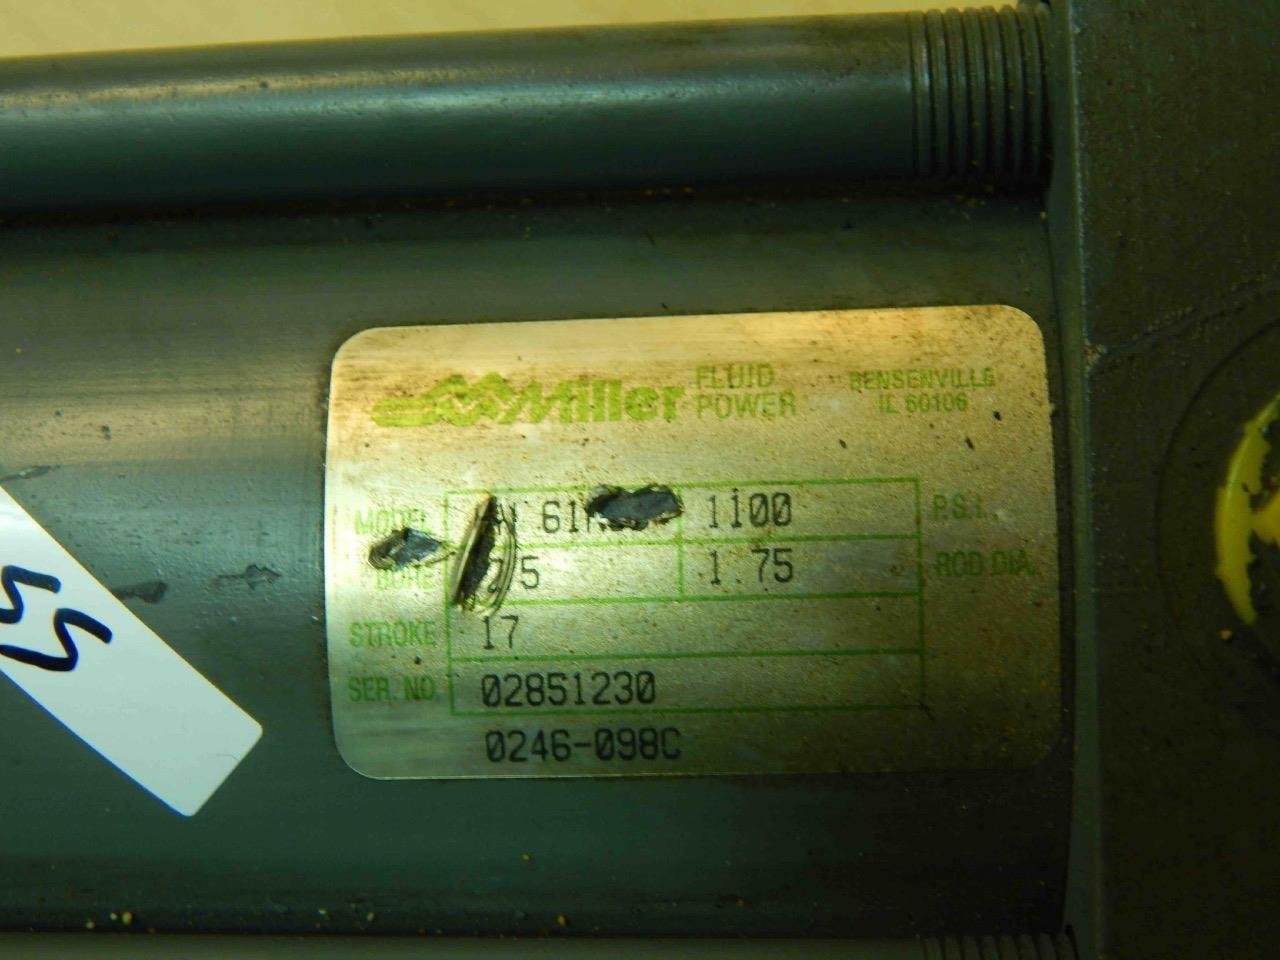 Miller FLUID POWER BENSENVILLE IL 60106
MODEL 1100 P.S.I.
BORE 1.75 ROD DIA.
STROKE 17
SER. NO. 02851230
0246-098C